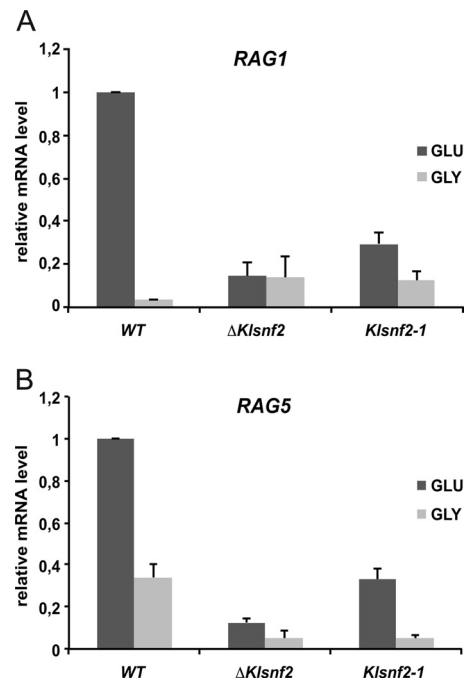 A
RAG1
relative mRNA level
1,2
1
0,8
0,6
0,4
0,2
0
GLU
GLY
WT
ΔKlsnf2
Klsnf2-1
B
RAG5
relative mRNA level
1,2
1
0,8
0,6
0,4
0,2
0
GLU
GLY
WT
ΔKlsnf2
Klsnf2-1